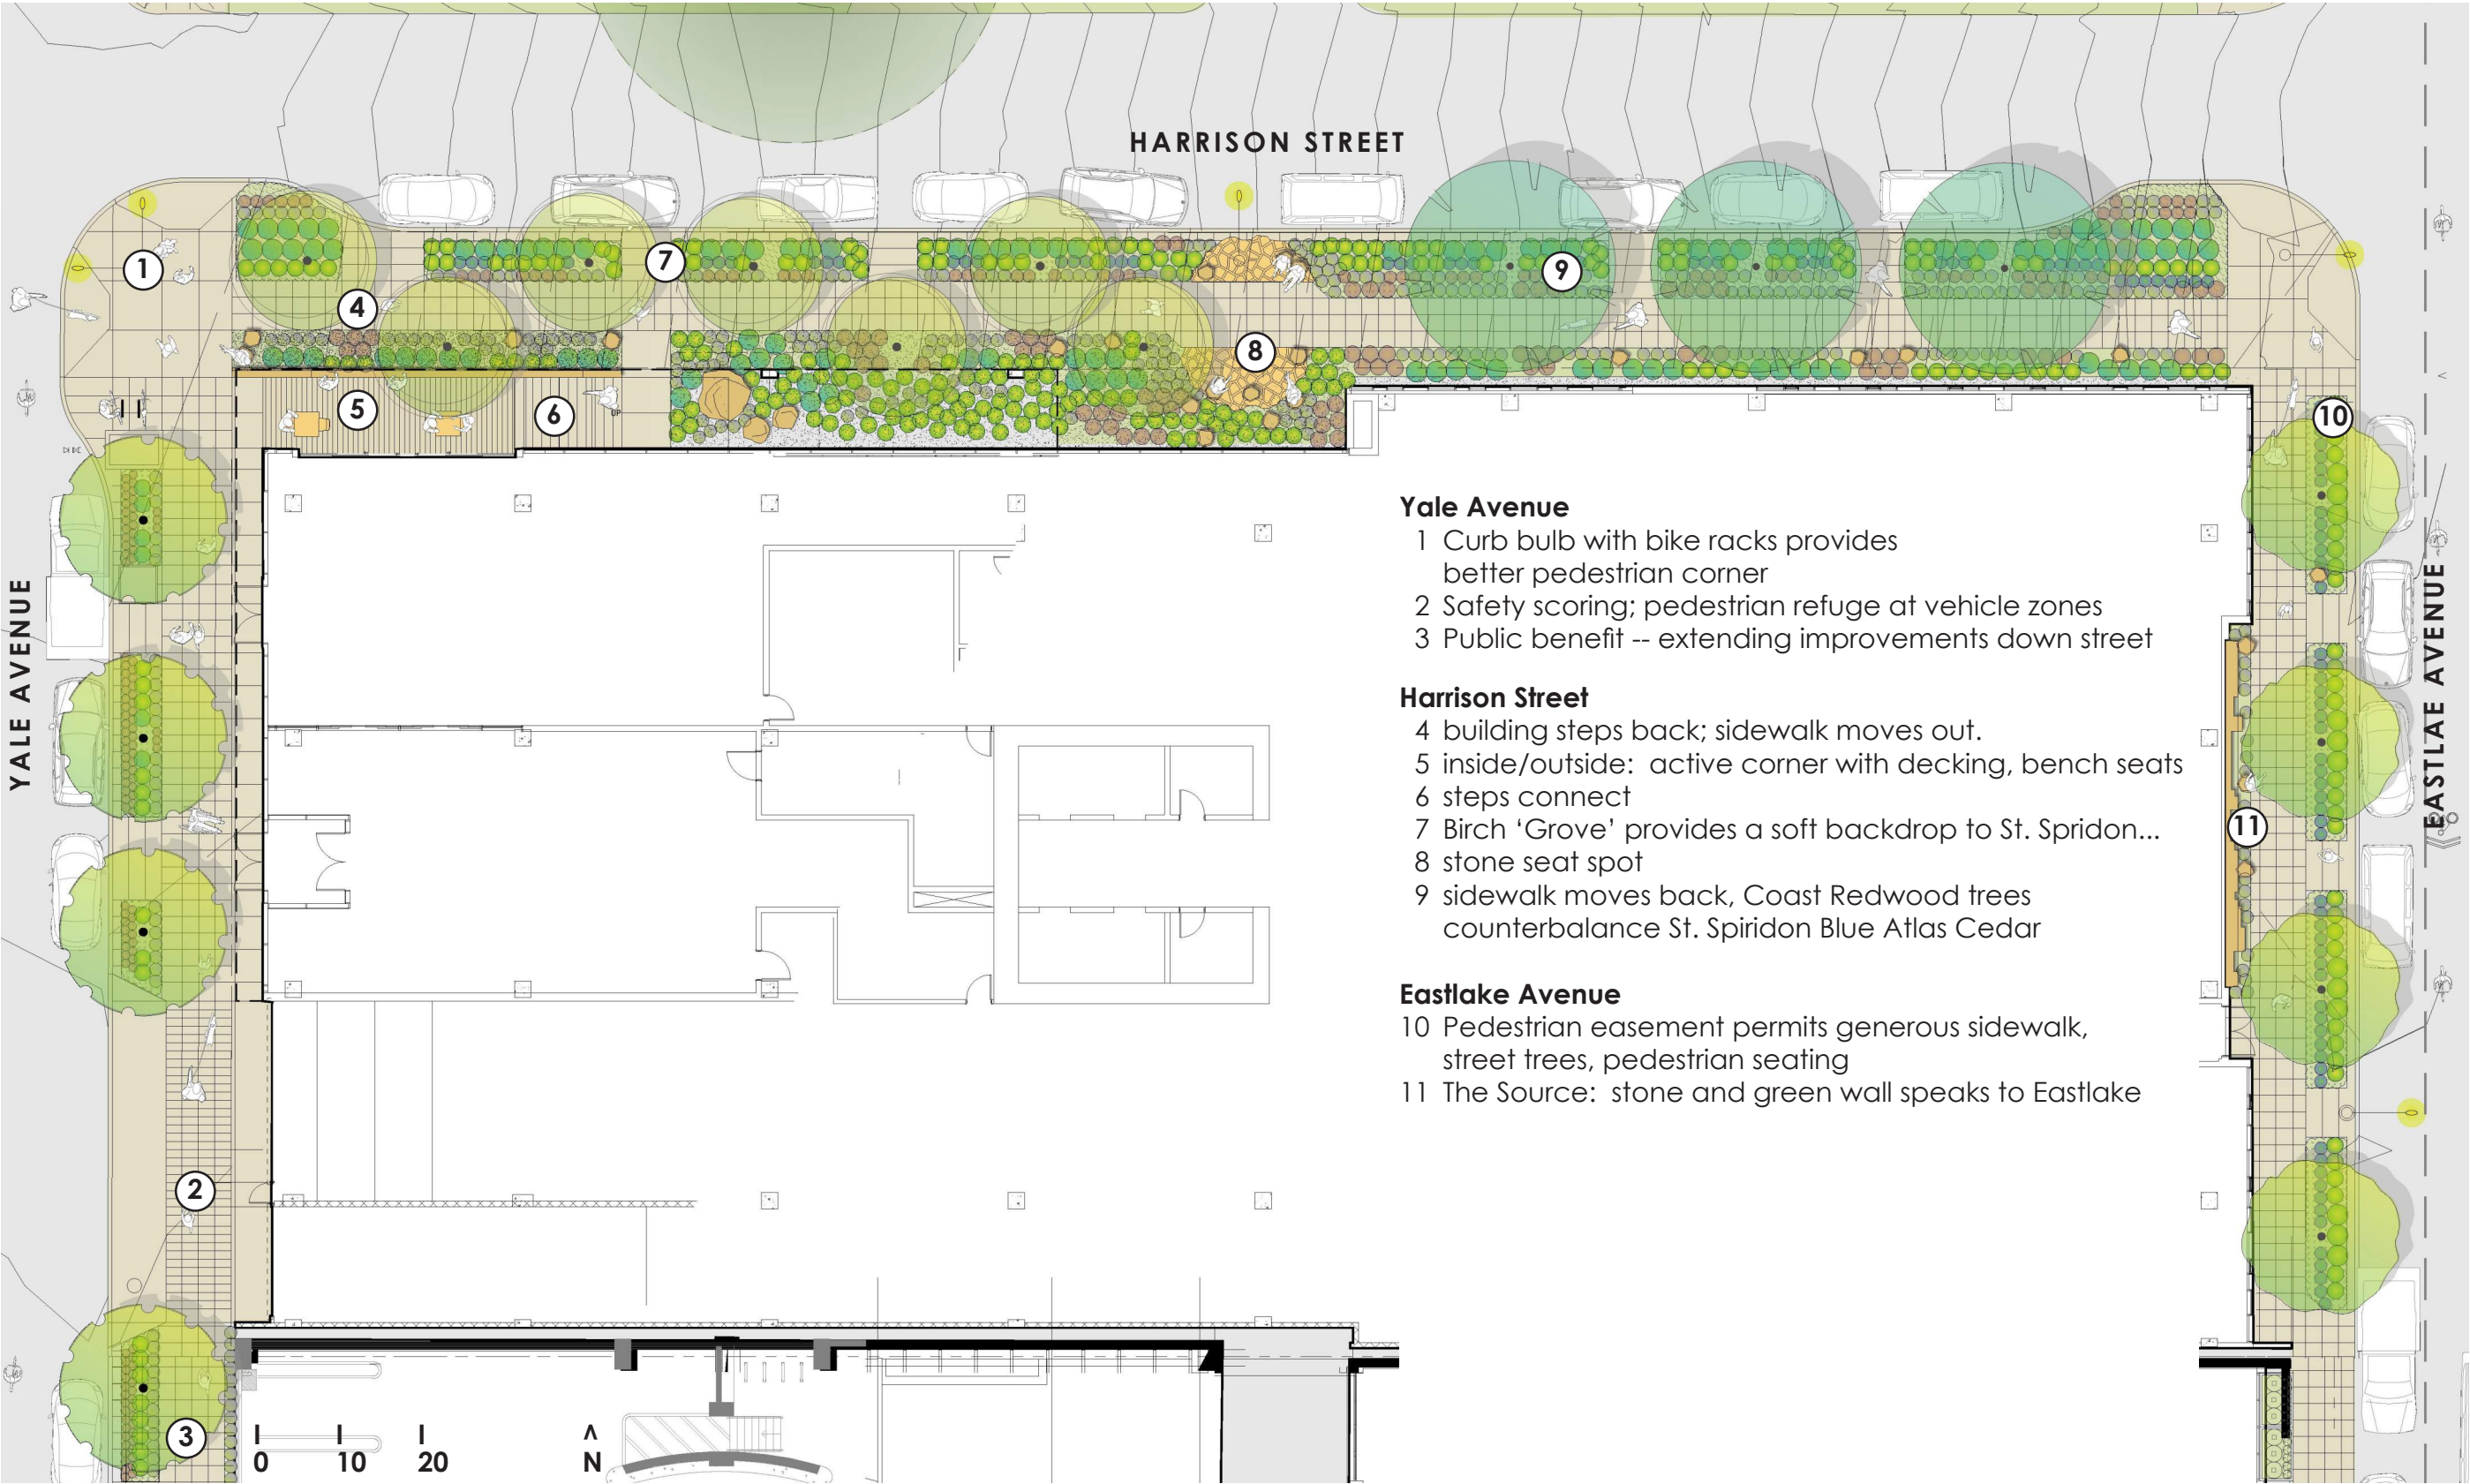 HARRISON STREET
1
7
9
4
8
5
6
UP
10
YALE AVENUE
EASTLAE AVENUE
Yale Avenue
1 Curb bulb with bike racks provides
better pedestrian corner
2 Safety scoring; pedestrian refuge at vehicle zones
3 Public benefit -- extending improvements down street
Harrison Street
4 building steps back; sidewalk moves out.
5 inside/outside: active corner with decking, bench seats
6 steps connect
7 Birch ‘Grove’ provides a soft backdrop to St. Spridon...
8 stone seat spot
9 sidewalk moves back, Coast Redwood trees
counterbalance St. Spiridon Blue Atlas Cedar
Eastlake Avenue
10 Pedestrian easement permits generous sidewalk,
street trees, pedestrian seating
11 The Source: stone and green wall speaks to Eastlake
11
2
3
0 10 20
N